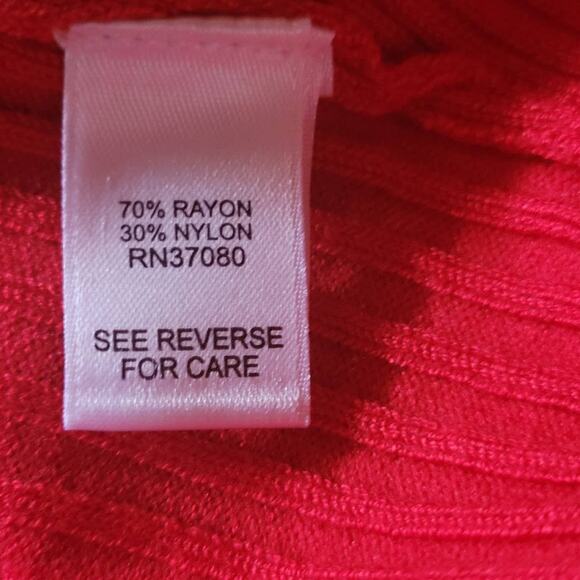 70% RAYON
30% NYLON
RN37080
SEE REVERSE
FOR CARE